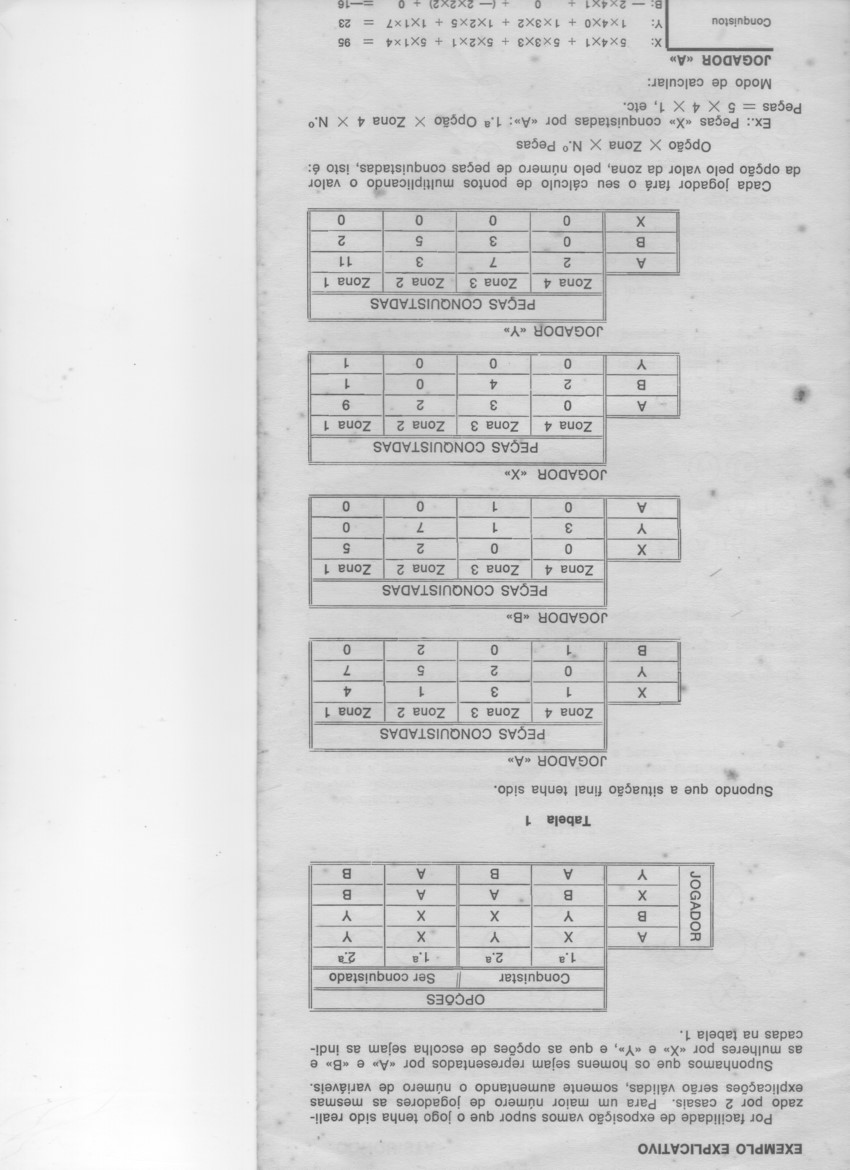 EXEMPLO EXPLICATIVO
Por facilidade de exposição vamos supor que o jogo tenha sido reali-
zado por 2 casais. Para um maior número de jogadores as mesmas
explicações serão válidas, somente aumentando o número de variáveis.
Suponhamos que os homens sejam representados por «A» e «B» e
as mulheres por «X» e «Y», e que as opções de escolha sejam as indi-
cadas na tabela 1.
OPÇÕES
Conquistar Ser conquistado
1.ª 2.ª 1.ª 2.ª
JOGADOR
A X Y X Y
B Y X X Y
X B A A B
Y A B A B
Tabela 1
Supondo que a situação final tenha sido.
JOGADOR «A»
PEÇAS CONQUISTADAS
Zona 4 Zona 3 Zona 2 Zona 1
X 1 3 1 4
Y 0 2 5 7
B 1 0 2 0
JOGADOR «B»
PEÇAS CONQUISTADAS
Zona 4 Zona 3 Zona 2 Zona 1
X 0 0 2 5
Y 3 1 7 0
A 0 1 0 0
JOGADOR «X»
PEÇAS CONQUISTADAS
Zona 4 Zona 3 Zona 2 Zona 1
A 0 3 2 6
B 2 4 0 1
Y 0 0 0 1
JOGADOR «Y»
PEÇAS CONQUISTADAS
Zona 4 Zona 3 Zona 2 Zona 1
A 2 7 3 11
B 0 3 5 2
X 0 0 0 0
Cada jogador fará o seu cálculo de pontos multiplicando o valor
da opção pelo valor da zona, pelo número de peças conquistadas, isto é:
Opção × Zona × N.º Peças
Ex.: Peças «X» conquistadas por «A»: 1.ª Opção × Zona 4 × N.º
Peças = 5 × 4 × 1, etc.
Modo de calcular:
JOGADOR «A»
X: 5×4×1 + 5×3×3 + 5×2×1 + 5×1×4 = 95
Conquistou Y: 1×4×0 + 1×3×2 + 1×2×5 + 1×1×7 = 23
B: — 2×4×1 + 0 + (— 2×2×2) + 0 =—16